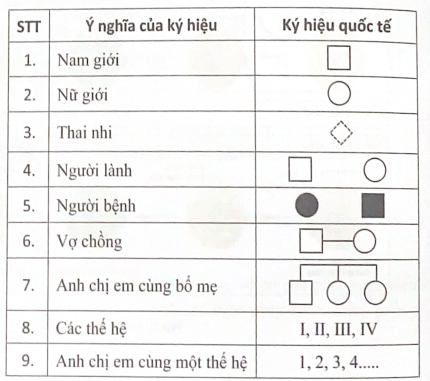 STT Ý nghĩa của ký hiệu Ký hiệu quốc tế
1. Nam giới
2. Nữ giới
3. Thai nhi
4. Người lành
5. Người bệnh
6. Vợ chồng
7. Anh chị em cùng bố mẹ
8. Các thế hệ I, II, III, IV
9. Anh chị em cùng một thế hệ 1, 2, 3, 4.....